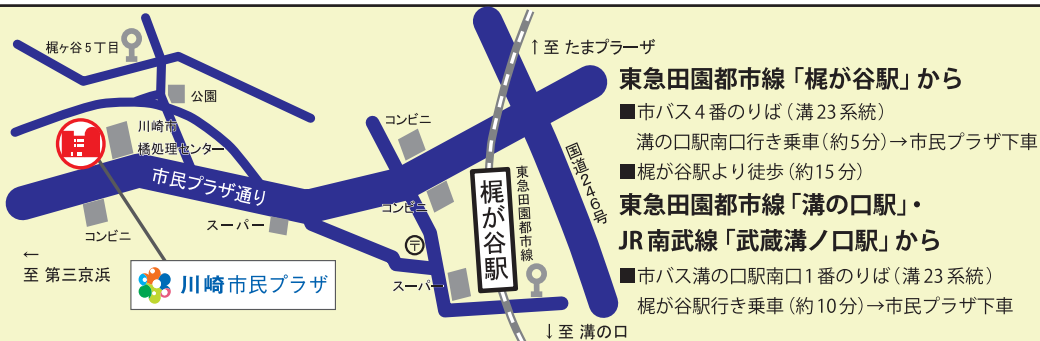 梶ヶ谷5丁目
公園
川崎市
橘処理センター
市民プラザ通り
コンビニ
スーパー
←
至 第三京浜
川崎市民プラザ
コンビニ
コンビニ
〒
スーパー
梶が谷駅
東急田園都市線
国道246号
↑至 たまプラーザ
↓至 溝の口
東急田園都市線「梶が谷駅」から
■市バス4番のりば(溝23系統)
溝の口駅南口行き乗車(約5分)→市民プラザ下車
■梶が谷駅より徒歩(約15分)
東急田園都市線「溝の口駅」・
JR南武線「武蔵溝ノ口駅」から
■市バス溝の口駅南口1番のりば(溝23系統)
梶が谷駅行き乗車(約10分)→市民プラザ下車